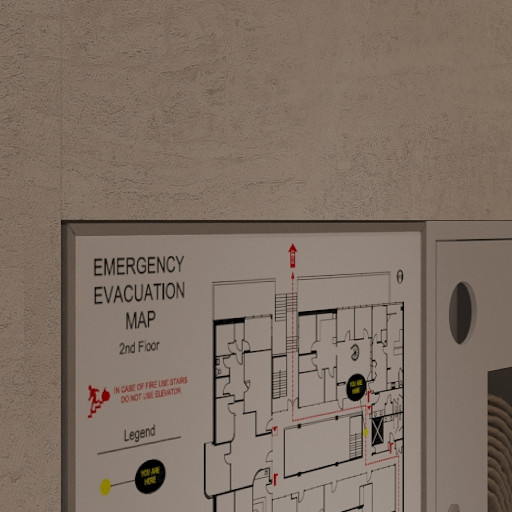 EMERGENCY
EVACUATION
MAP
2nd Floor
IN CASE OF FIRE USE STAIRS
DO NOT USE ELEVATOR
Legend
YOU ARE
HERE
YOU ARE
HERE